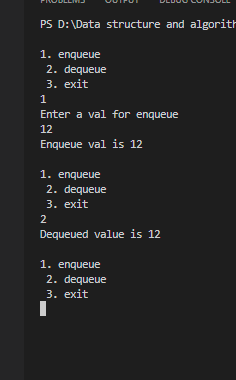 PROBLEMS OUTPUT DEBUG CONSOLE
PS D:\Data structure and algorith
1. enqueue
2. dequeue
3. exit
1
Enter a val for enqueue
12
Enqueue val is 12
1. enqueue
2. dequeue
3. exit
2
Dequeued value is 12
1. enqueue
2. dequeue
3. exit